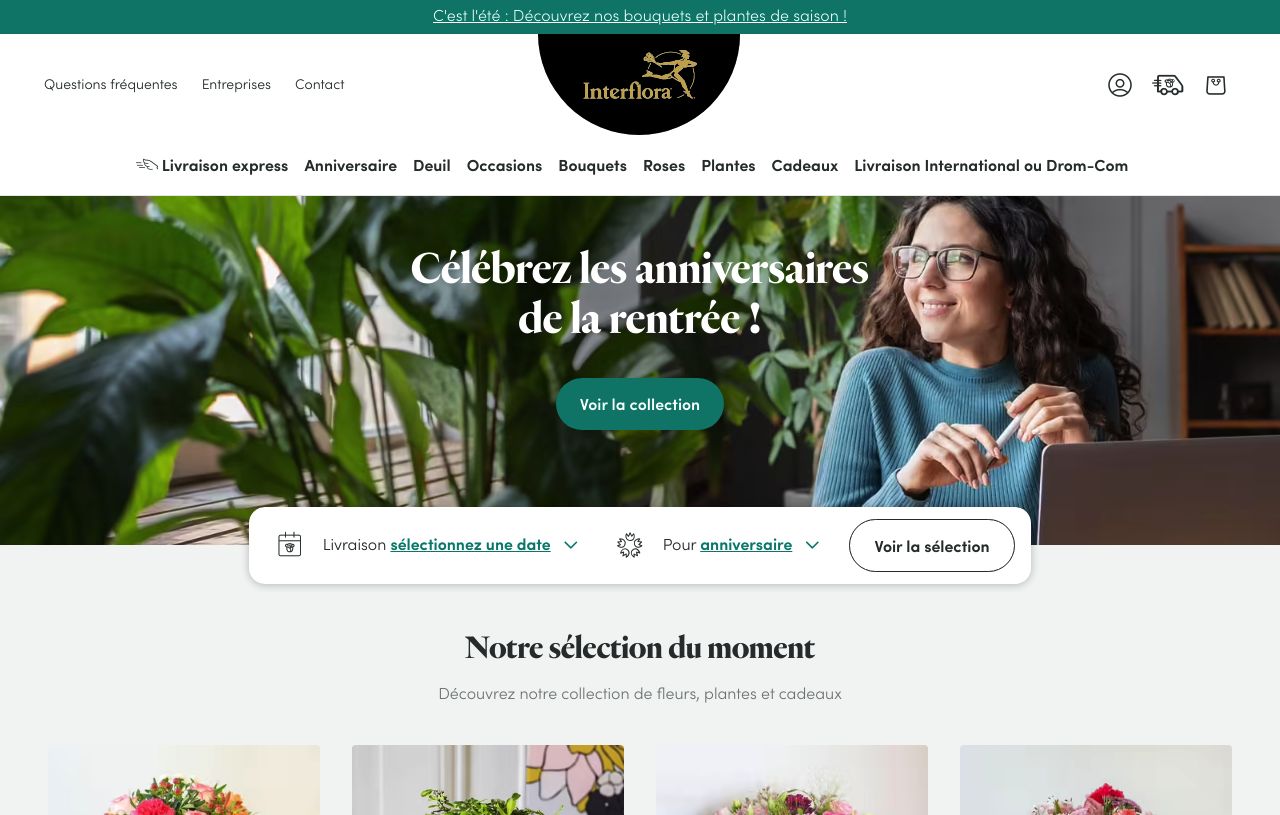 C'est l'été : Découvrez nos bouquets et plantes de saison !
Questions fréquentes
Entreprises
Contact
Interflora
Livraison express
Anniversaire
Deuil
Occasions
Bouquets
Roses
Plantes
Cadeaux
Livraison International ou Drom-Com
Célébrez les anniversaires
de la rentrée !
Voir la collection
Livraison sélectionnez une date
Pour anniversaire
Voir la sélection
Notre sélection du moment
Découvrez notre collection de fleurs, plantes et cadeaux